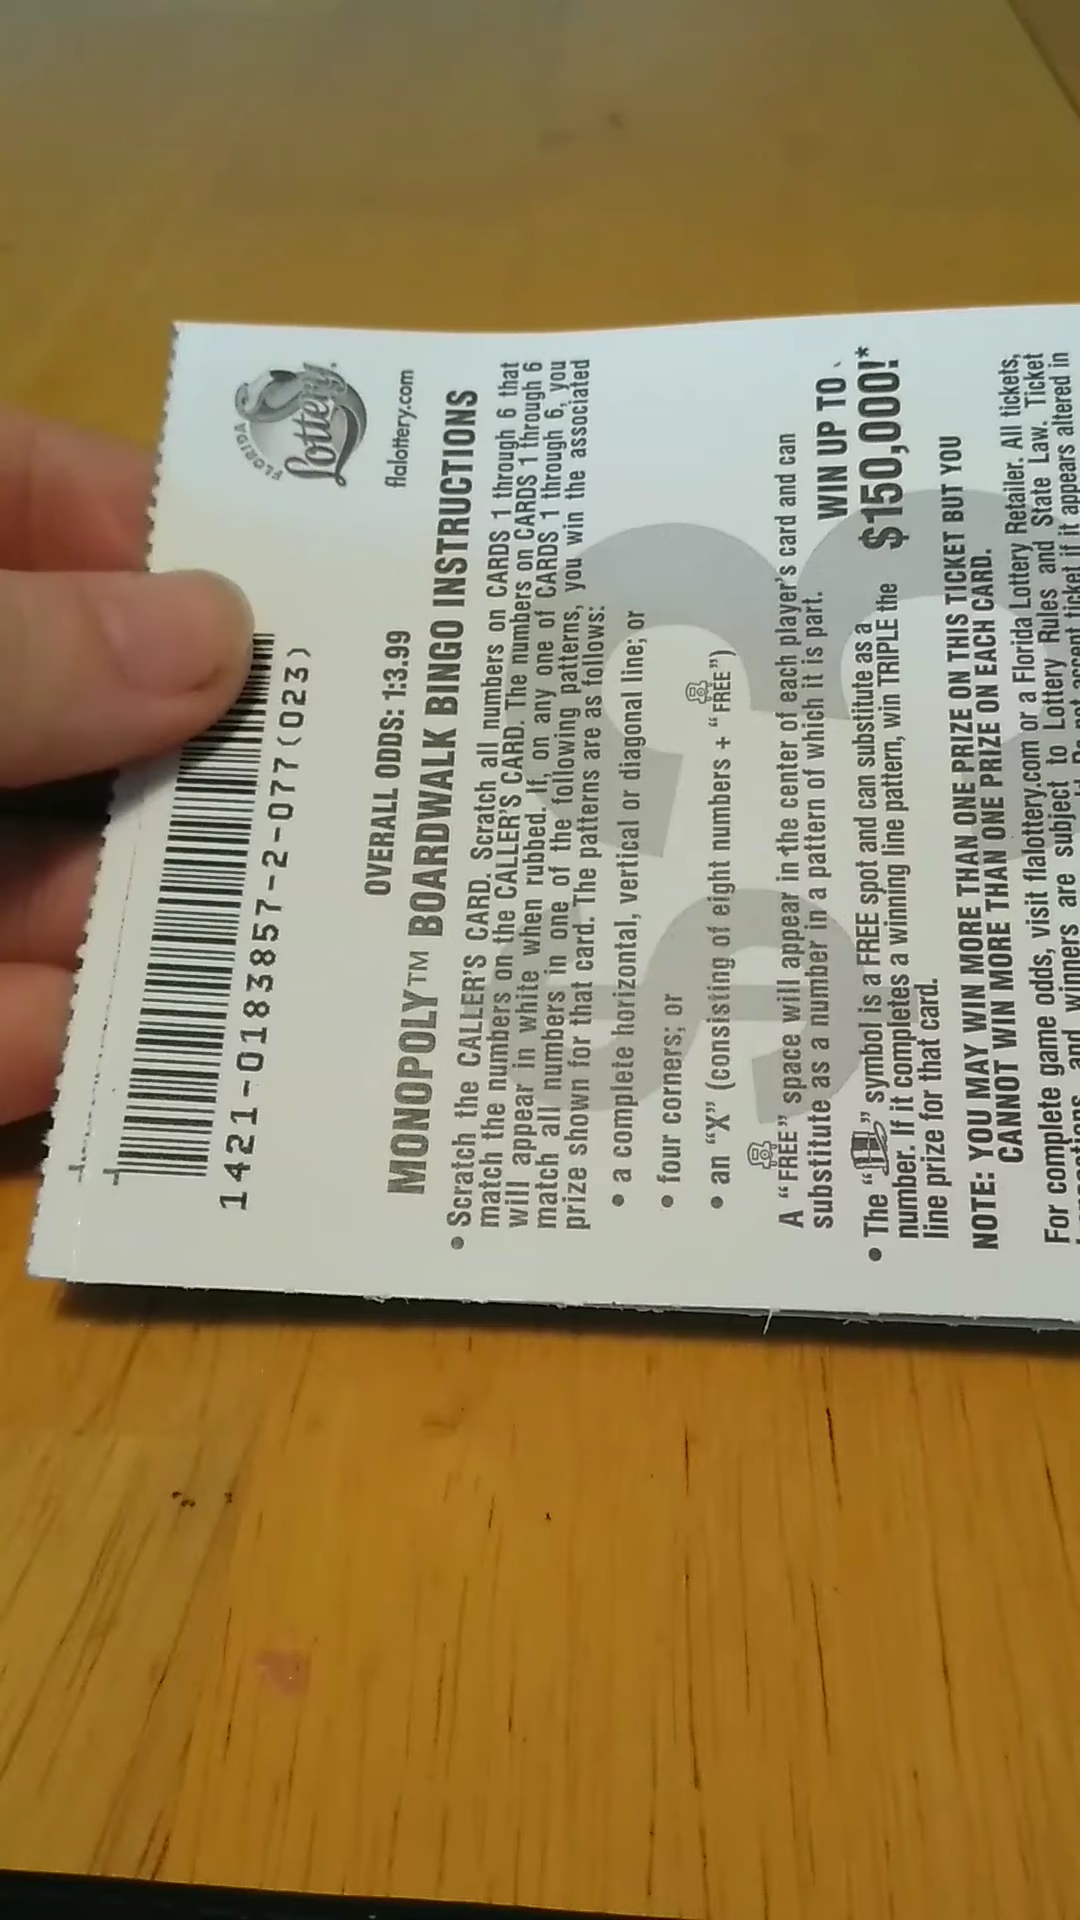 FLORIDA
Lottery
flalottery.com
1421-0183857-2-077(023)
OVERALL ODDS: 1:3.99
MONOPOLY™ BOARDWALK BINGO INSTRUCTIONS
• Scratch the CALLER'S CARD. Scratch all numbers on CARDS 1 through 6 that
match the numbers on the CALLER'S CARD. The numbers on CARDS 1 through 6
will appear in white when rubbed. If, on any one of CARDS 1 through 6, you
match all numbers in one of the following patterns, you win the associated
prize shown for that card. The patterns are as follows:
• a complete horizontal, vertical or diagonal line; or
• four corners; or
• an "X" (consisting of eight numbers + "FREE")
A "FREE" space will appear in the center of each player's card and can
substitute as a number in a pattern of which it is part.
WIN UP TO
$150,000!*
• The "" symbol is a FREE spot and can substitute as a
number. If it completes a winning line pattern, win TRIPLE the
line prize for that card.
NOTE: YOU MAY WIN MORE THAN ONE PRIZE ON THIS TICKET BUT YOU
CANNOT WIN MORE THAN ONE PRIZE ON EACH CARD.
For complete game odds, visit flalottery.com or a Florida Lottery Retailer. All tickets,
and winners are subject to Lottery Rules and State Law. Ticket
not accept ticket if it appears altered in